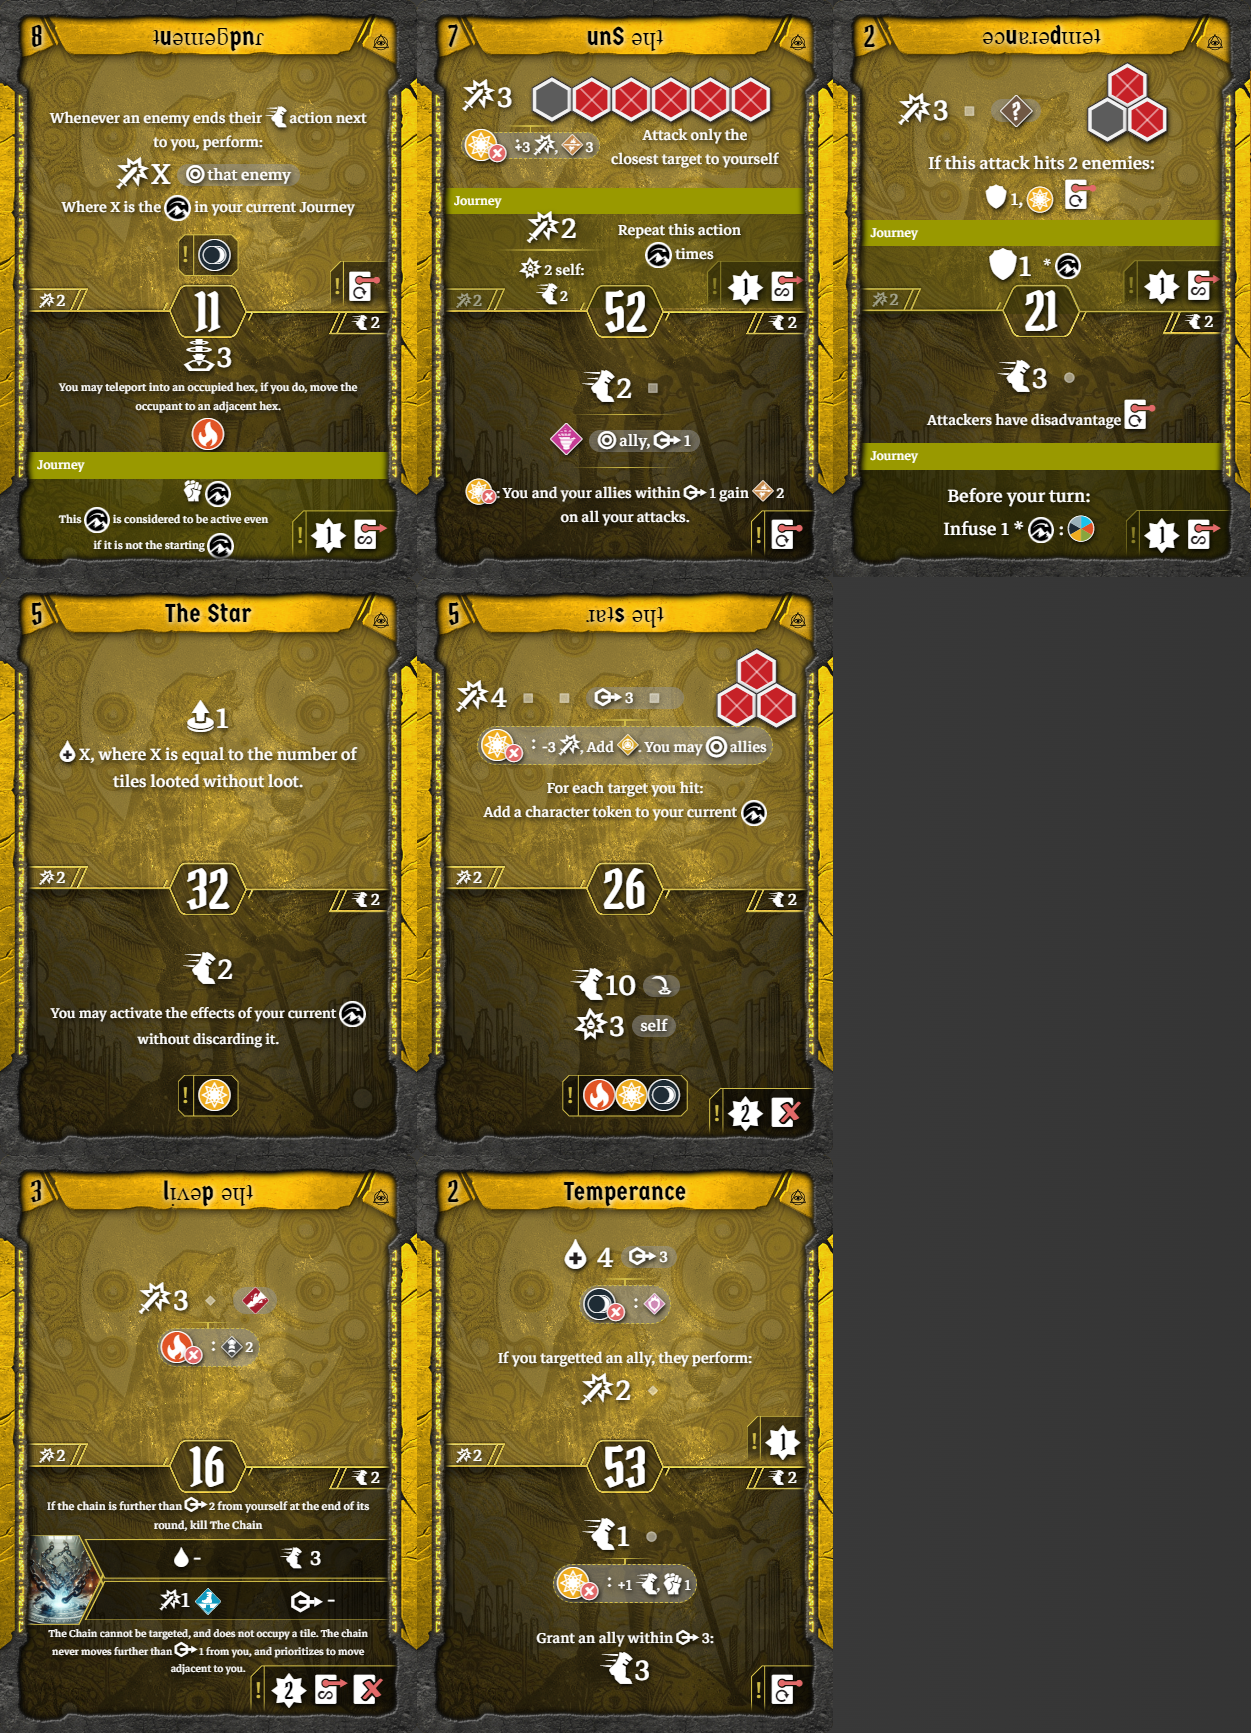 8
Judgement
Whenever an enemy ends their action next
to you, perform:
X that enemy
Where X is the in your current Journey
2
11
2
3
You may teleport into an occupied hex, if you do, move the
occupant to an adjacent hex.
Journey
This is considered to be active even
if it is not the starting
1
S
7
the Sun
3
+3 , 3
Attack only the
closest target to yourself
Journey
2
Repeat this action
times
2 self:
2
2
52
1
S
2
2
ally, 1
: You and your allies within 1 gain 2
on all your attacks.
2
temperance
3
?
If this attack hits 2 enemies:
1,
Journey
1 *
2
21
1
S
2
3
Attackers have disadvantage
Journey
Before your turn:
Infuse 1 * :
1
S
5
The Star
1
X, where X is equal to the number of
tiles looted without loot.
2
32
2
2
You may activate the effects of your current
without discarding it.
5
the star
4 3
: -3 , Add . You may allies
For each target you hit:
Add a character token to your current
2
26
2
10
3 self
2
3
the devil
3
: 2
2
16
2
If the chain is further than 2 from yourself at the end of its
round, kill The Chain
- 3
1 -
The Chain cannot be targeted, and does not occupy a tile. The chain
never moves further than 1 from you, and prioritizes to move
adjacent to you.
2
S
2
Temperance
4 3
:
If you targetted an ally, they perform:
2
1
2
53
2
1
: +1 , 1
Grant an ally within 3:
3